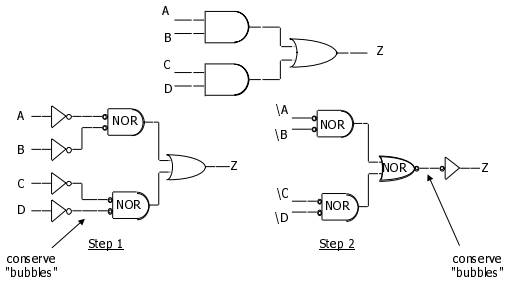 A
B
Z
C
D
A
NOR
B
Z
C
D
NOR
conserve
"bubbles"
Step 1
\A
\B
NOR
NOR
Z
\C
\D
NOR
Step 2
conserve
"bubbles"